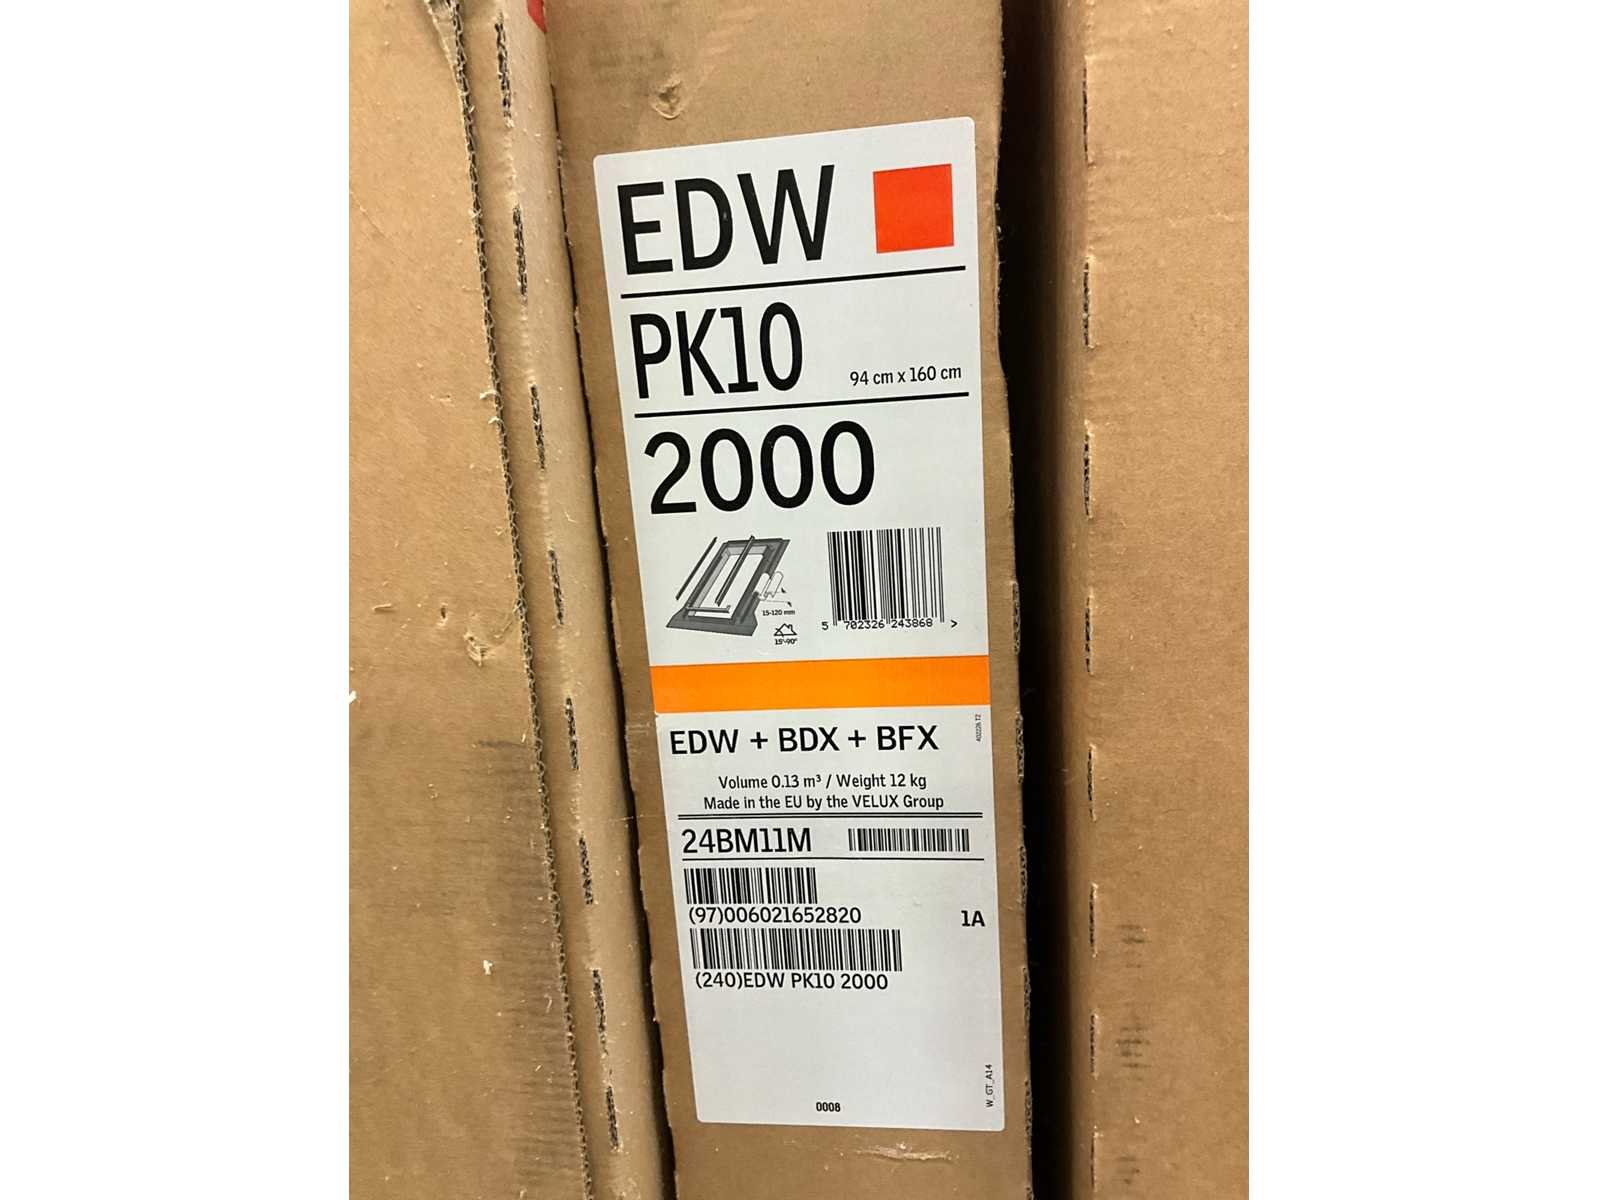 EDW
PK10
94 cm x 160 cm
2000
15-120 mm
15°-90°
5 702326 243868 >
EDW + BDX + BFX
402226 T2
Volume 0.13 m³ / Weight 12 kg
Made in the EU by the VELUX Group
24BM11M
(97)006021652820
1A
(240)EDW PK10 2000
W_GT_A14
0008